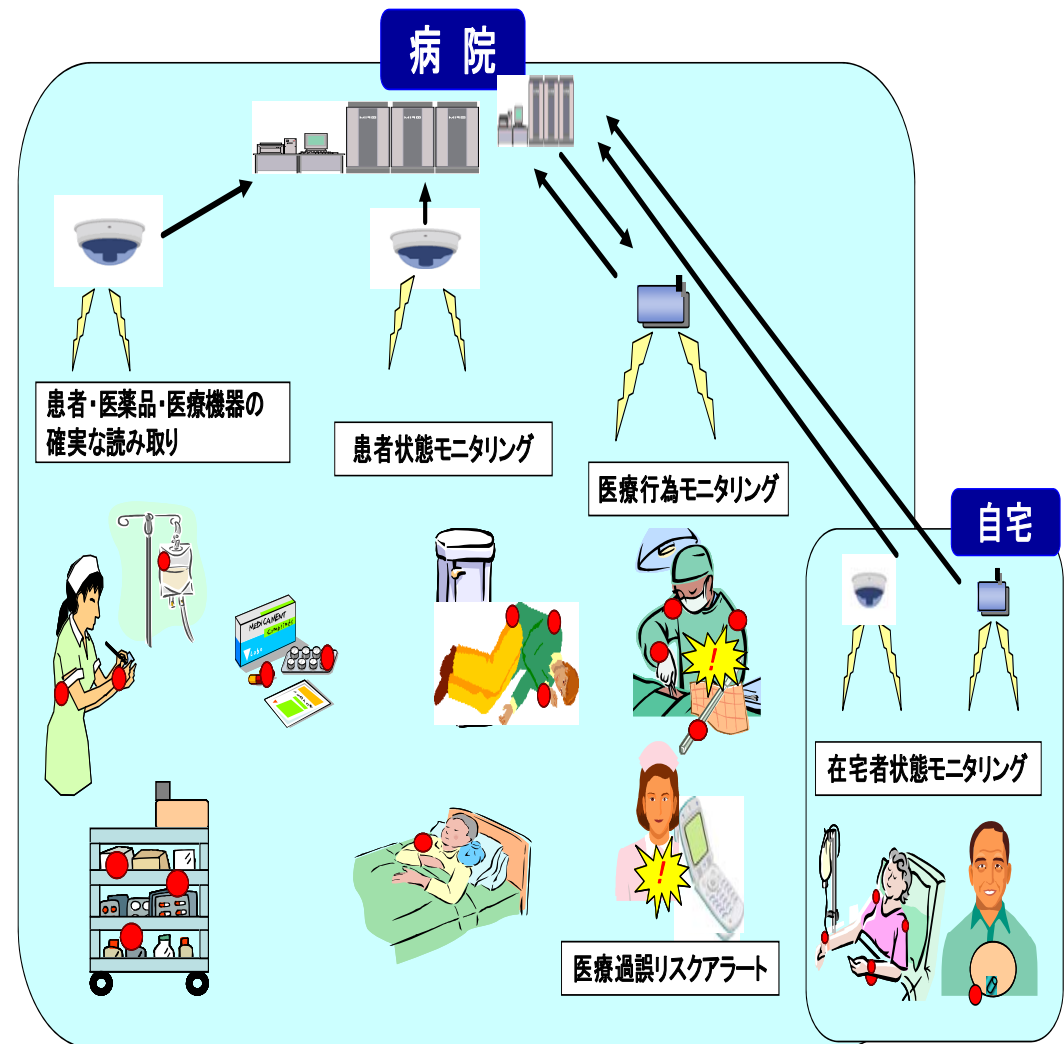 病 院
患者・医薬品・医療機器の
確実な読み取り
患者状態モニタリング
医療行為モニタリング
自宅
MEDICAMENT
在宅者状態モニタリング
医療過誤リスクアラート